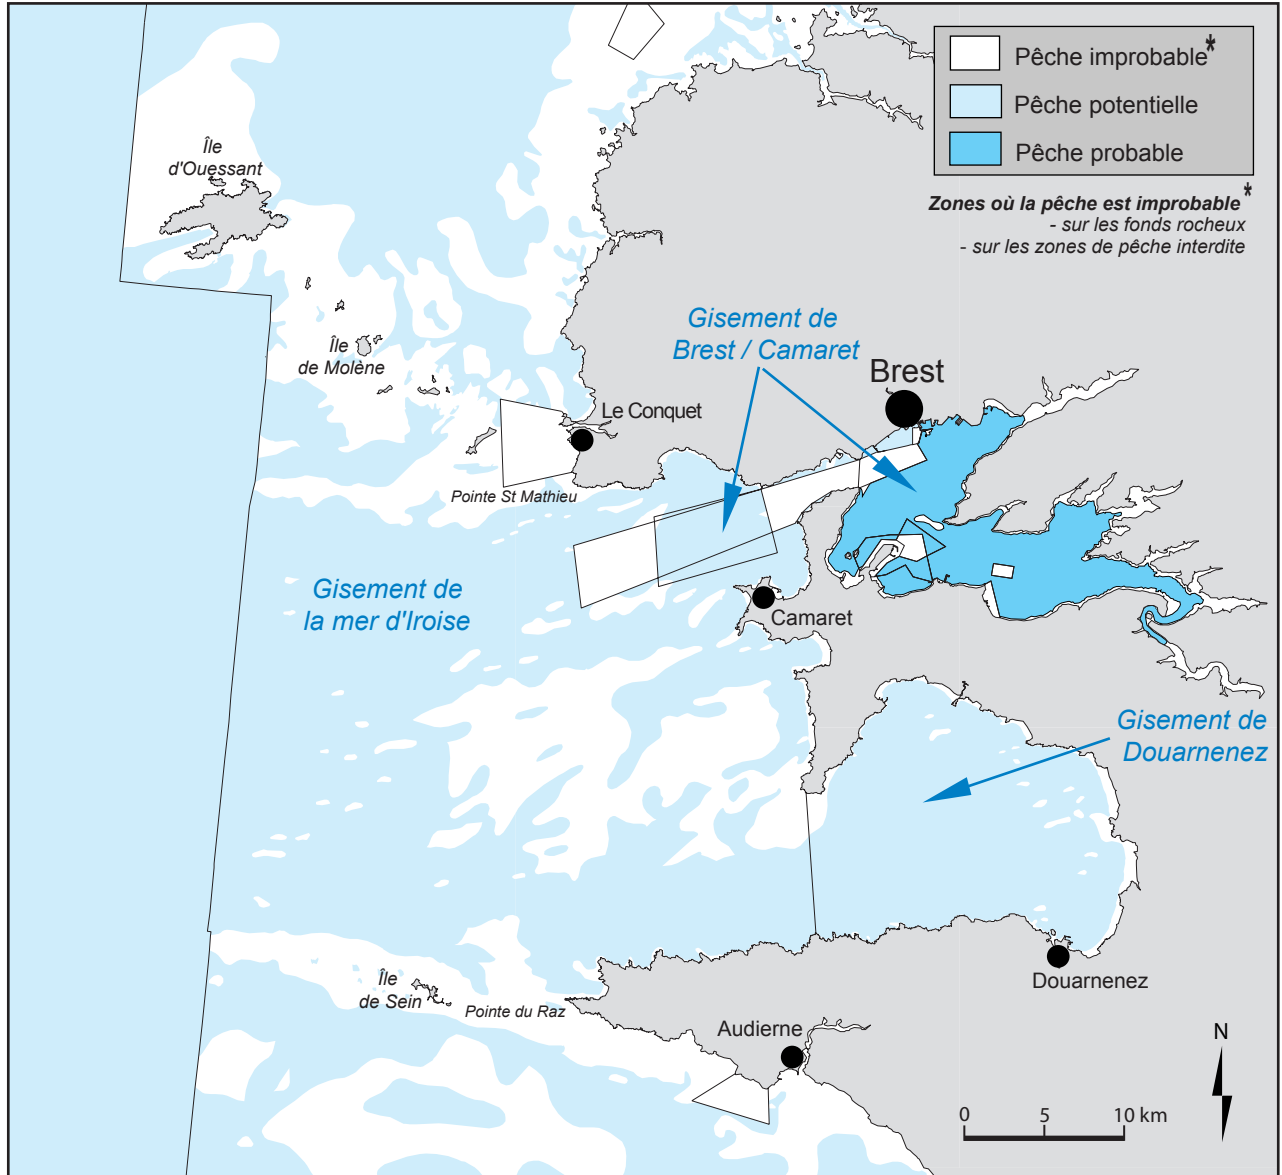 Pêche improbable*
Pêche potentielle
Pêche probable
Zones où la pêche est improbable*
- sur les fonds rocheux
- sur les zones de pêche interdite
Île
d'Ouessant
Île
de Molène
Gisement de
Brest / Camaret
Brest
Le Conquet
Pointe St Mathieu
Gisement de
la mer d'Iroise
Camaret
Gisement de
Douarnenez
Île
de Sein
Pointe du Raz
Douarnenez
Audierne
N
0 5 10 km